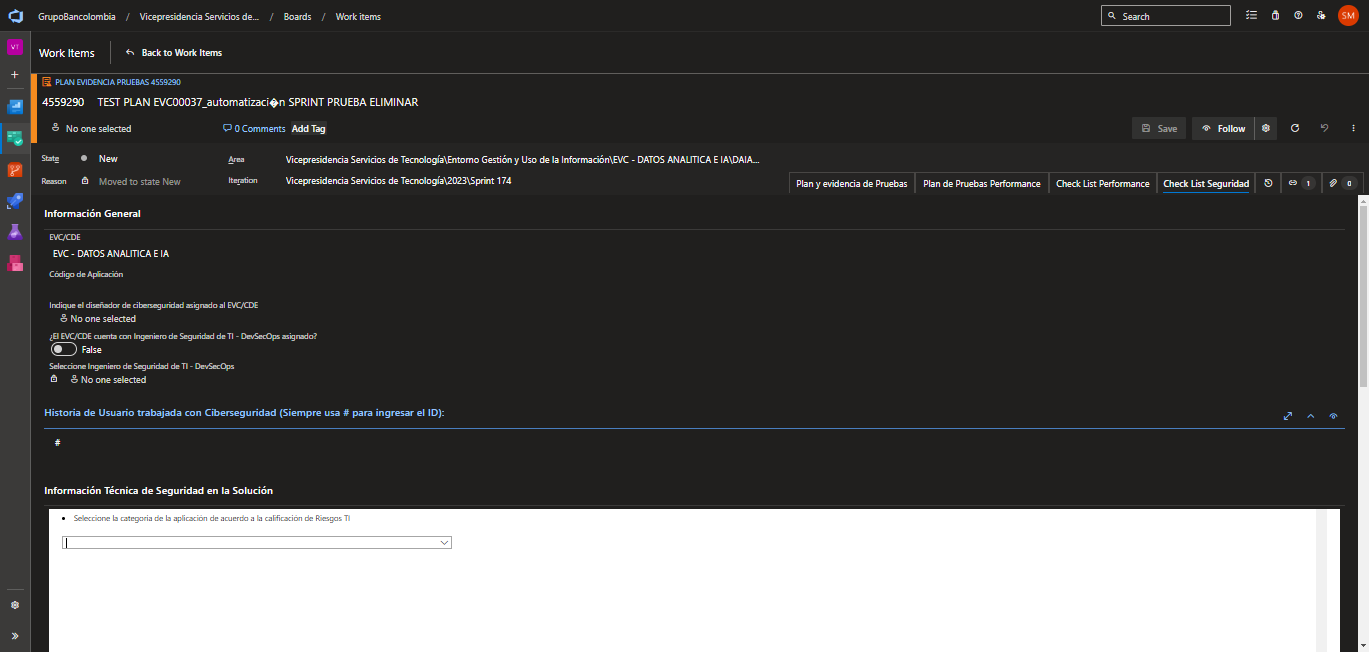 GrupoBancolombia / Vicepresidencia Servicios de... / Boards / Work items
Search
SM
VT
Work Items
Back to Work Items
PLAN EVIDENCIA PRUEBAS 4559290
4559290 TEST PLAN EVC00037_automatizaci�n SPRINT PRUEBA ELIMINAR
No one selected
0 Comments
Add Tag
Save
Follow
State
New
Area
Vicepresidencia Servicios de Tecnología\Entorno Gestión y Uso de la Información\EVC - DATOS ANALITICA E IA\DAIA...
Reason
Moved to state New
Iteration
Vicepresidencia Servicios de Tecnología\2023\Sprint 174
Plan y evidencia de Pruebas
Plan de Pruebas Performance
Check List Performance
Check List Seguridad
1
0
Información General
EVC/CDE
EVC - DATOS ANALITICA E IA
Código de Aplicación
Indique el diseñador de ciberseguridad asignado al EVC/CDE
No one selected
¿El EVC/CDE cuenta con Ingeniero de Seguridad de TI - DevSecOps asignado?
False
Seleccione Ingeniero de Seguridad de TI - DevSecOps
No one selected
Historia de Usuario trabajada con Ciberseguridad (Siempre usa # para ingresar el ID):
#
Información Técnica de Seguridad en la Solución
• Seleccione la categoria de la aplicación de acuerdo a la calificación de Riesgos TI